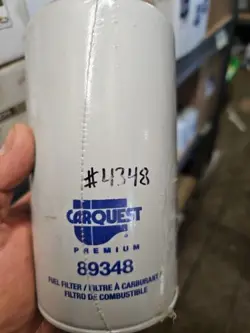 #4348
CARQUEST
PREMIUM
89348
FUEL FILTER / FILTRE À CARBURANT
FILTRO DE COMBUSTIBLE